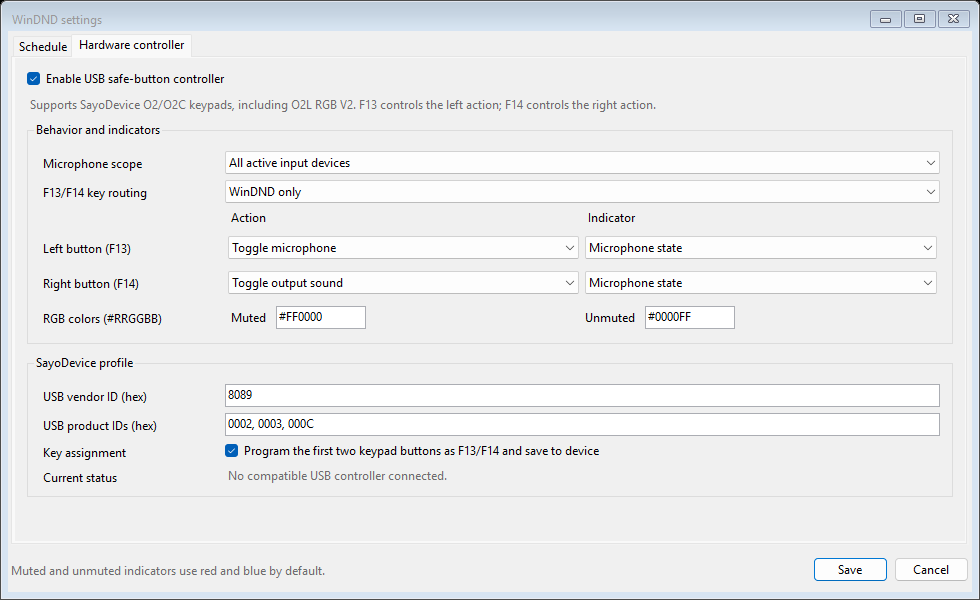 WinDND settings
Schedule Hardware controller
Enable USB safe-button controller
Supports SayoDevice O2/O2C keypads, including O2L RGB V2. F13 controls the left action; F14 controls the right action.
Behavior and indicators
Microphone scope All active input devices
F13/F14 key routing WinDND only
Action Indicator
Left button (F13) Toggle microphone Microphone state
Right button (F14) Toggle output sound Microphone state
RGB colors (#RRGGBB) Muted #FF0000 Unmuted #0000FF
SayoDevice profile
USB vendor ID (hex) 8089
USB product IDs (hex) 0002, 0003, 000C
Key assignment Program the first two keypad buttons as F13/F14 and save to device
Current status No compatible USB controller connected.
Muted and unmuted indicators use red and blue by default. Save Cancel